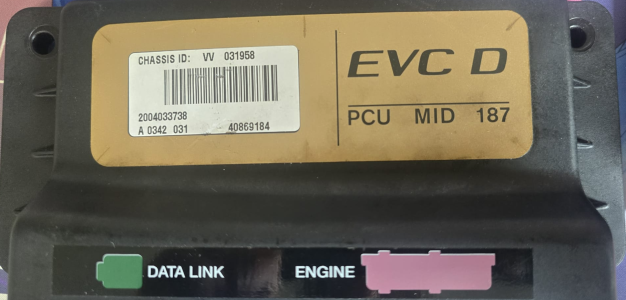 CHASSIS ID: VV 031958
2004033738
A 0342 031 40869184
EVC D
PCU MID 187
DATA LINK ENGINE